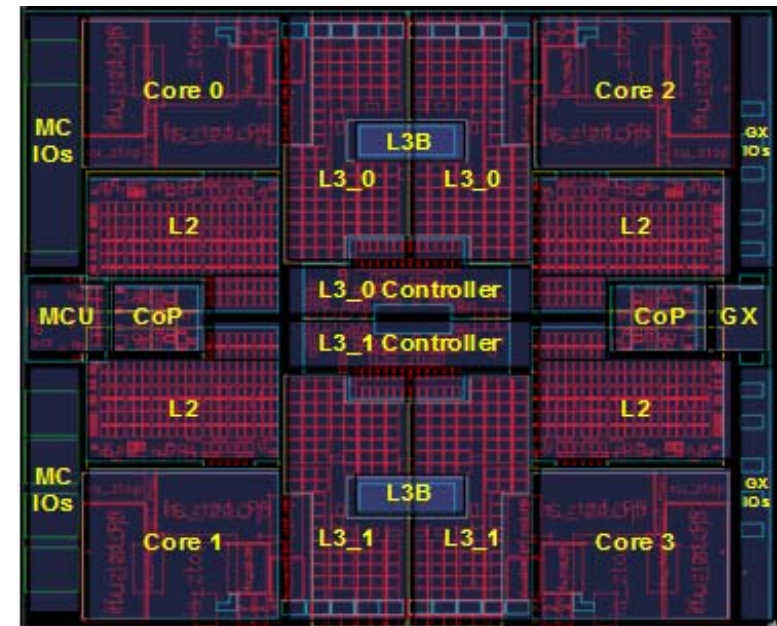 Core 0
Core 2
MC
IOs
GX
IOs
L3B
L3_0
L3_0
L2
L2
L3_0 Controller
MCU
CoP
CoP
GX
L3_1 Controller
L2
L2
MC
IOs
L3B
GX
IOs
Core 1
L3_1
L3_1
Core 3